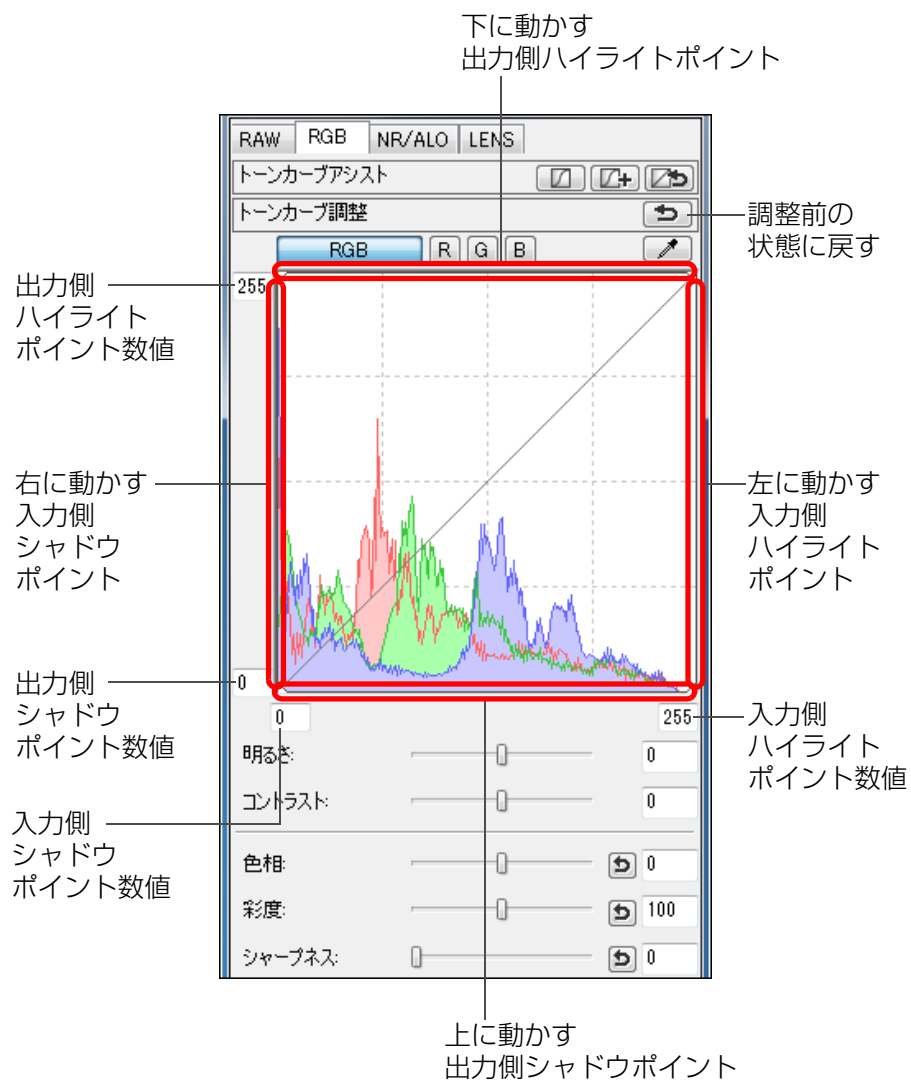 下に動かす
出力側ハイライトポイント
RAW RGB NR/ALO LENS
トーンカーブアシスト
トーンカーブ調整
調整前の
状態に戻す
RGB R G B
出力側
ハイライト
ポイント数値
255
右に動かす
入力側
シャドウ
ポイント
左に動かす
入力側
ハイライト
ポイント
出力側
シャドウ
ポイント数値
0
0
255
入力側
ハイライト
ポイント数値
明るさ: 0
コントラスト: 0
入力側
シャドウ
ポイント数値
色相: 0
彩度: 100
シャープネス: 0
上に動かす
出力側シャドウポイント